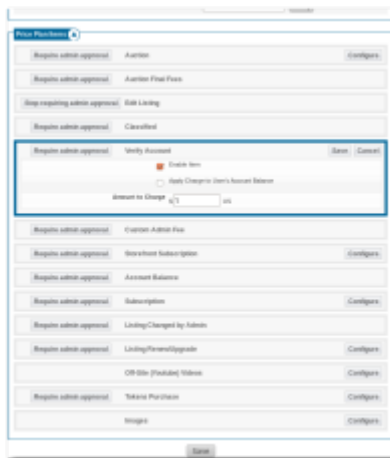 Price Plan Items
Require admin approval Auction Configure
Require admin approval Auction Final Fees
Stop requiring admin approval Edit Listing
Require admin approval Classified
Require admin approval Verify Account Save Cancel
Enable Item
Apply Charge to User's Account Balance
Amount to Charge $
Require admin approval Custom Admin Fee
Require admin approval Storefront Subscription Configure
Require admin approval Account Balance
Require admin approval Subscription Configure
Require admin approval Listing Changed by Admin
Require admin approval Listing Renew/Upgrade Configure
Off-Site (Youtube) Videos Configure
Require admin approval Tokens Purchase Configure
Images Configure
Save